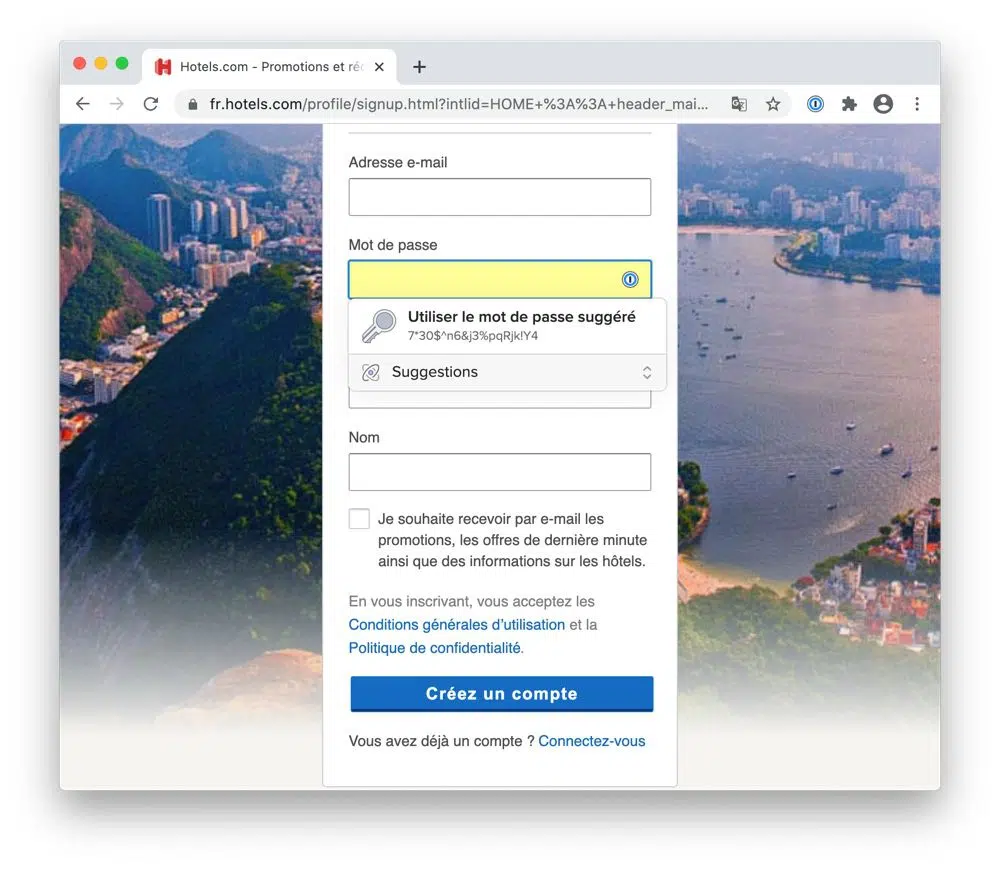 Hotels.com - Promotions et ré
fr.hotels.com/profile/signup.html?intlid=HOME+%3A%3A+header_mai...
Adresse e-mail
Mot de passe
Utiliser le mot de passe suggéré
7*30$^n6&j3%pqRjk!Y4
Suggestions
Nom
Je souhaite recevoir par e-mail les
promotions, les offres de dernière minute
ainsi que des informations sur les hôtels.
En vous inscrivant, vous acceptez les
Conditions générales d'utilisation et la
Politique de confidentialité.
Créez un compte
Vous avez déjà un compte ? Connectez-vous